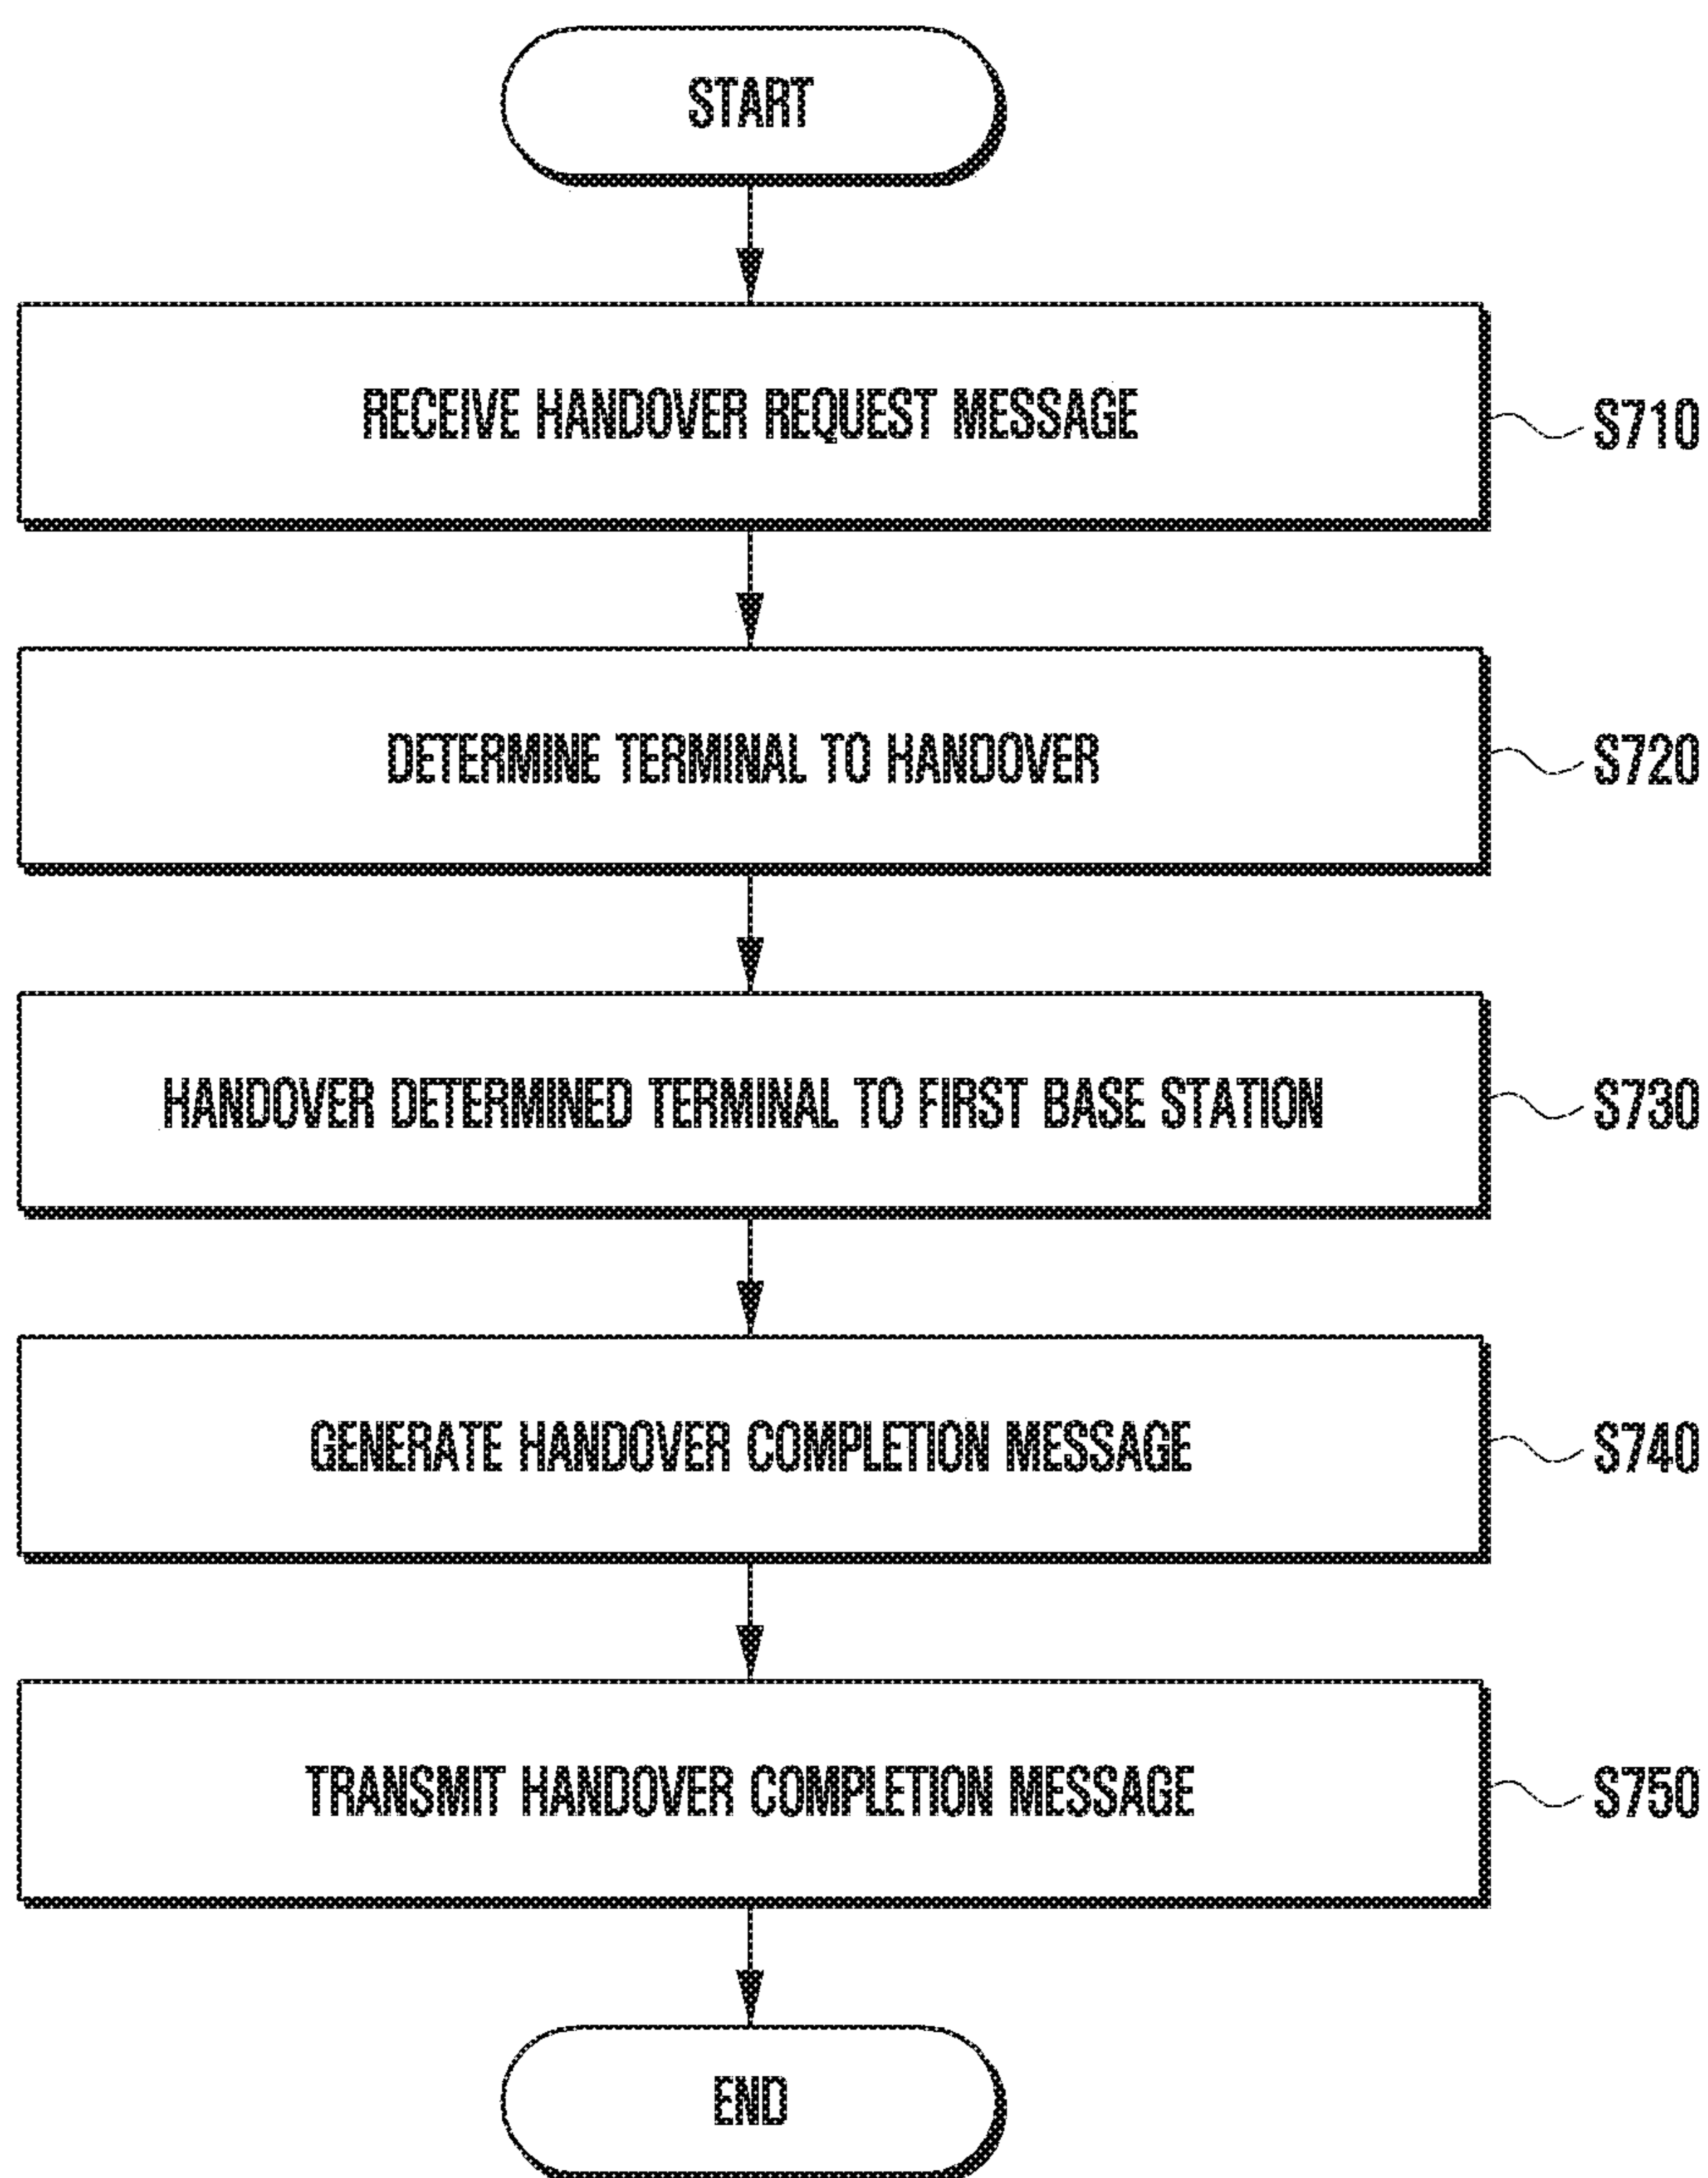 START
RECEIVE HANDOVER REQUEST MESSAGE
S710
DETERMINE TERMINAL TO HANDOVER
S720
HANDOVER DETERMINED TERMINAL TO FIRST BASE STATION
S730
GENERATE HANDOVER COMPLETION MESSAGE
S740
TRANSMIT HANDOVER COMPLETION MESSAGE
S750
END